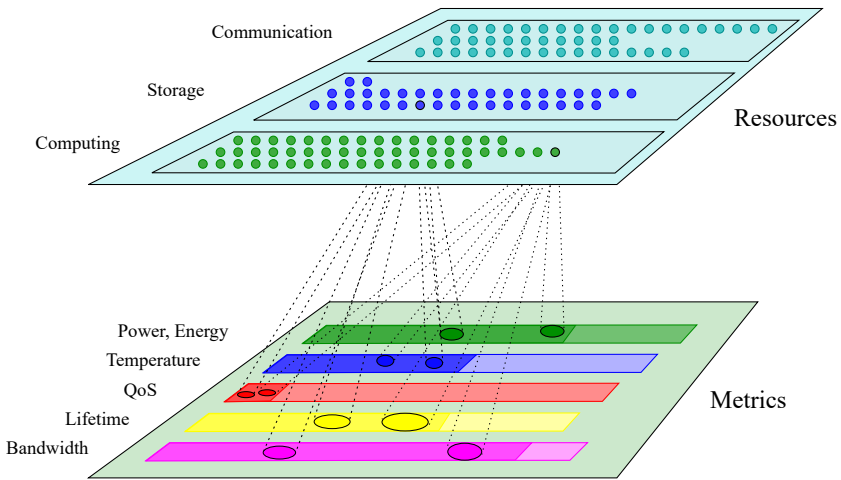 Communication
Storage
Computing
Resources
Power, Energy
Temperature
QoS
Lifetime
Bandwidth
Metrics